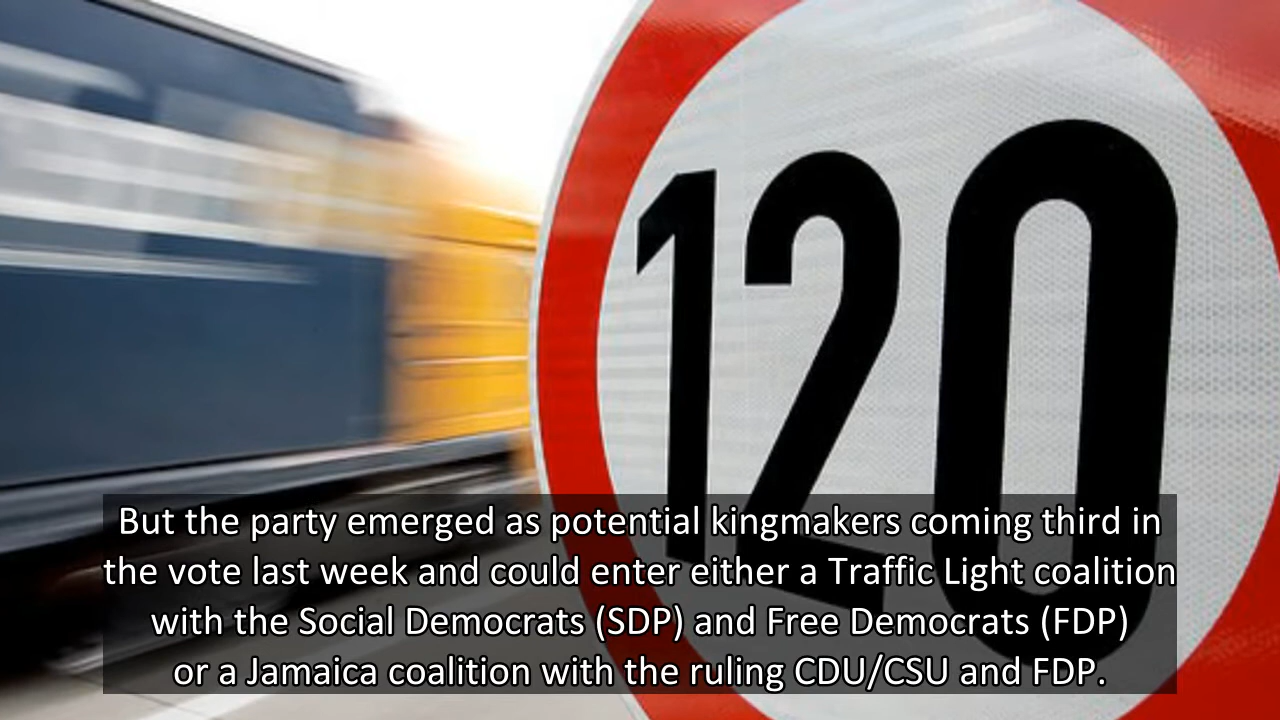 120
But the party emerged as potential kingmakers coming third in
the vote last week and could enter either a Traffic Light coalition
with the Social Democrats (SDP) and Free Democrats (FDP)
or a Jamaica coalition with the ruling CDU/CSU and FDP.